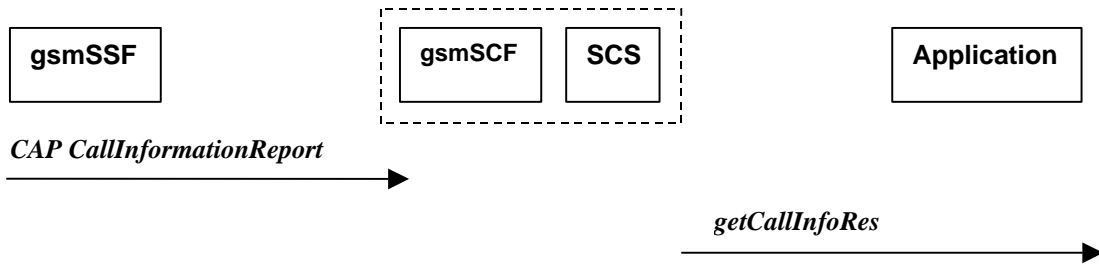 gsmSSF
gsmSCF
SCS
Application
CAP CallInformationReport
getCallInfoRes